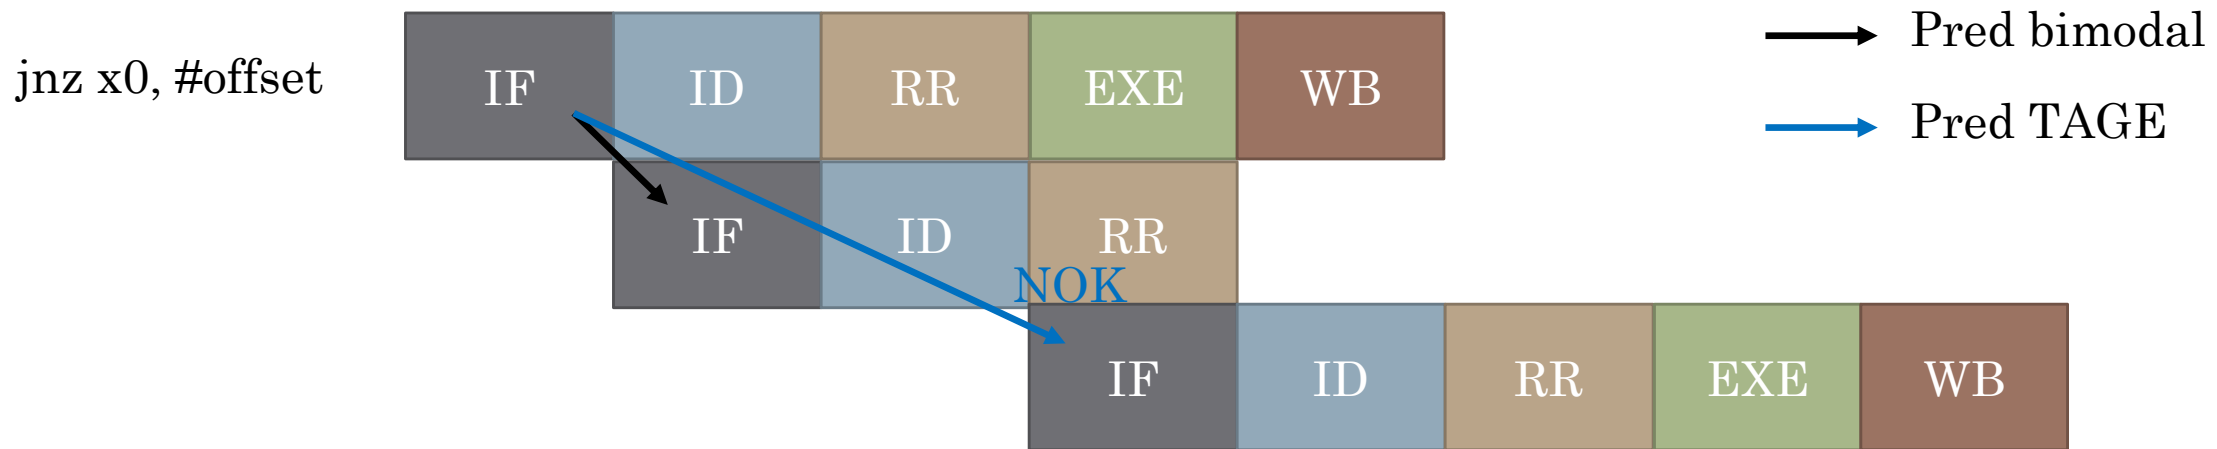 jnz x0, #offset
IF ID RR EXE WB
Pred bimodal
Pred TAGE
IF ID RR
NOK
IF ID RR EXE WB